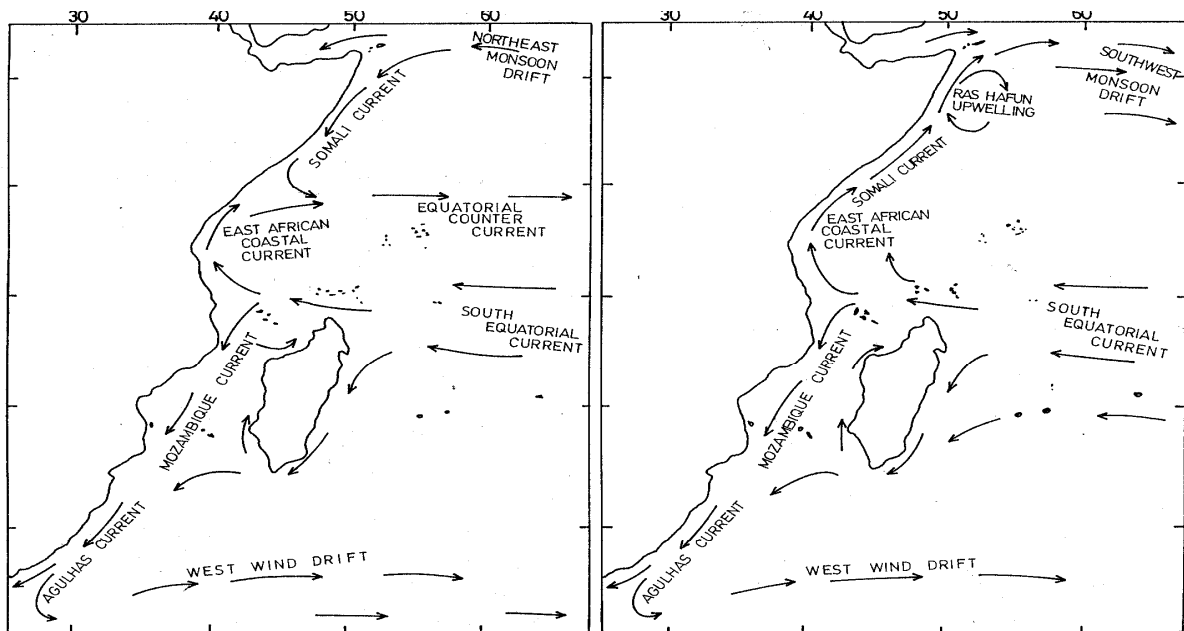 30
40
50
60
NORTHEAST
MONSOON
DRIFT
SOMALI CURRENT
EQUATORIAL
COUNTER
CURRENT
EAST AFRICAN
COASTAL
CURRENT
SOUTH
EQUATORIAL
CURRENT
MOZAMBIQUE CURRENT
AGULHAS CURRENT
WEST WIND DRIFT
30
40
50
60
SOUTHWEST
MONSOON
DRIFT
RAS HAFUN
UPWELLING
SOMALI CURRENT
EAST AFRICAN
COASTAL
CURRENT
SOUTH
EQUATORIAL
CURRENT
MOZAMBIQUE CURRENT
AGULHAS CURRENT
WEST WIND DRIFT